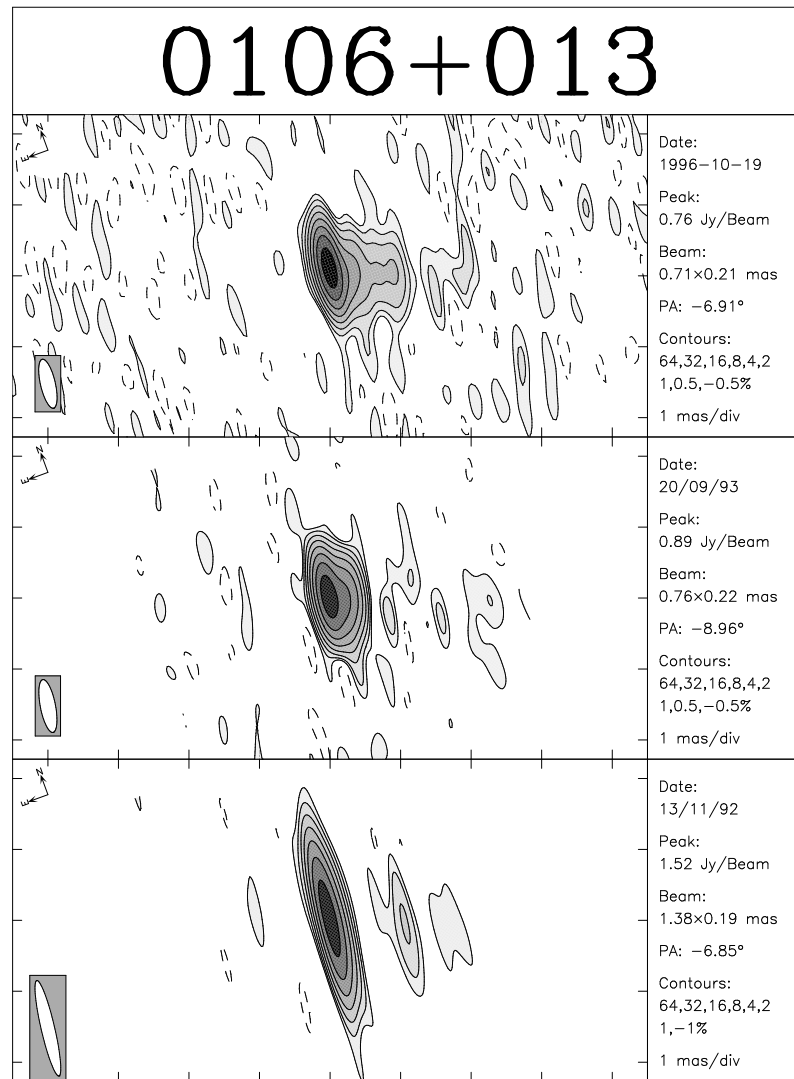 0106+013
N
E
Date:
1996-10-19
Peak:
0.76 Jy/Beam
Beam:
0.71×0.21 mas
PA: -6.91°
Contours:
64,32,16,8,4,2
1,0.5,-0.5%
1 mas/div
N
E
Date:
20/09/93
Peak:
0.89 Jy/Beam
Beam:
0.76×0.22 mas
PA: -8.96°
Contours:
64,32,16,8,4,2
1,0.5,-0.5%
1 mas/div
N
E
Date:
13/11/92
Peak:
1.52 Jy/Beam
Beam:
1.38×0.19 mas
PA: -6.85°
Contours:
64,32,16,8,4,2
1,-1%
1 mas/div